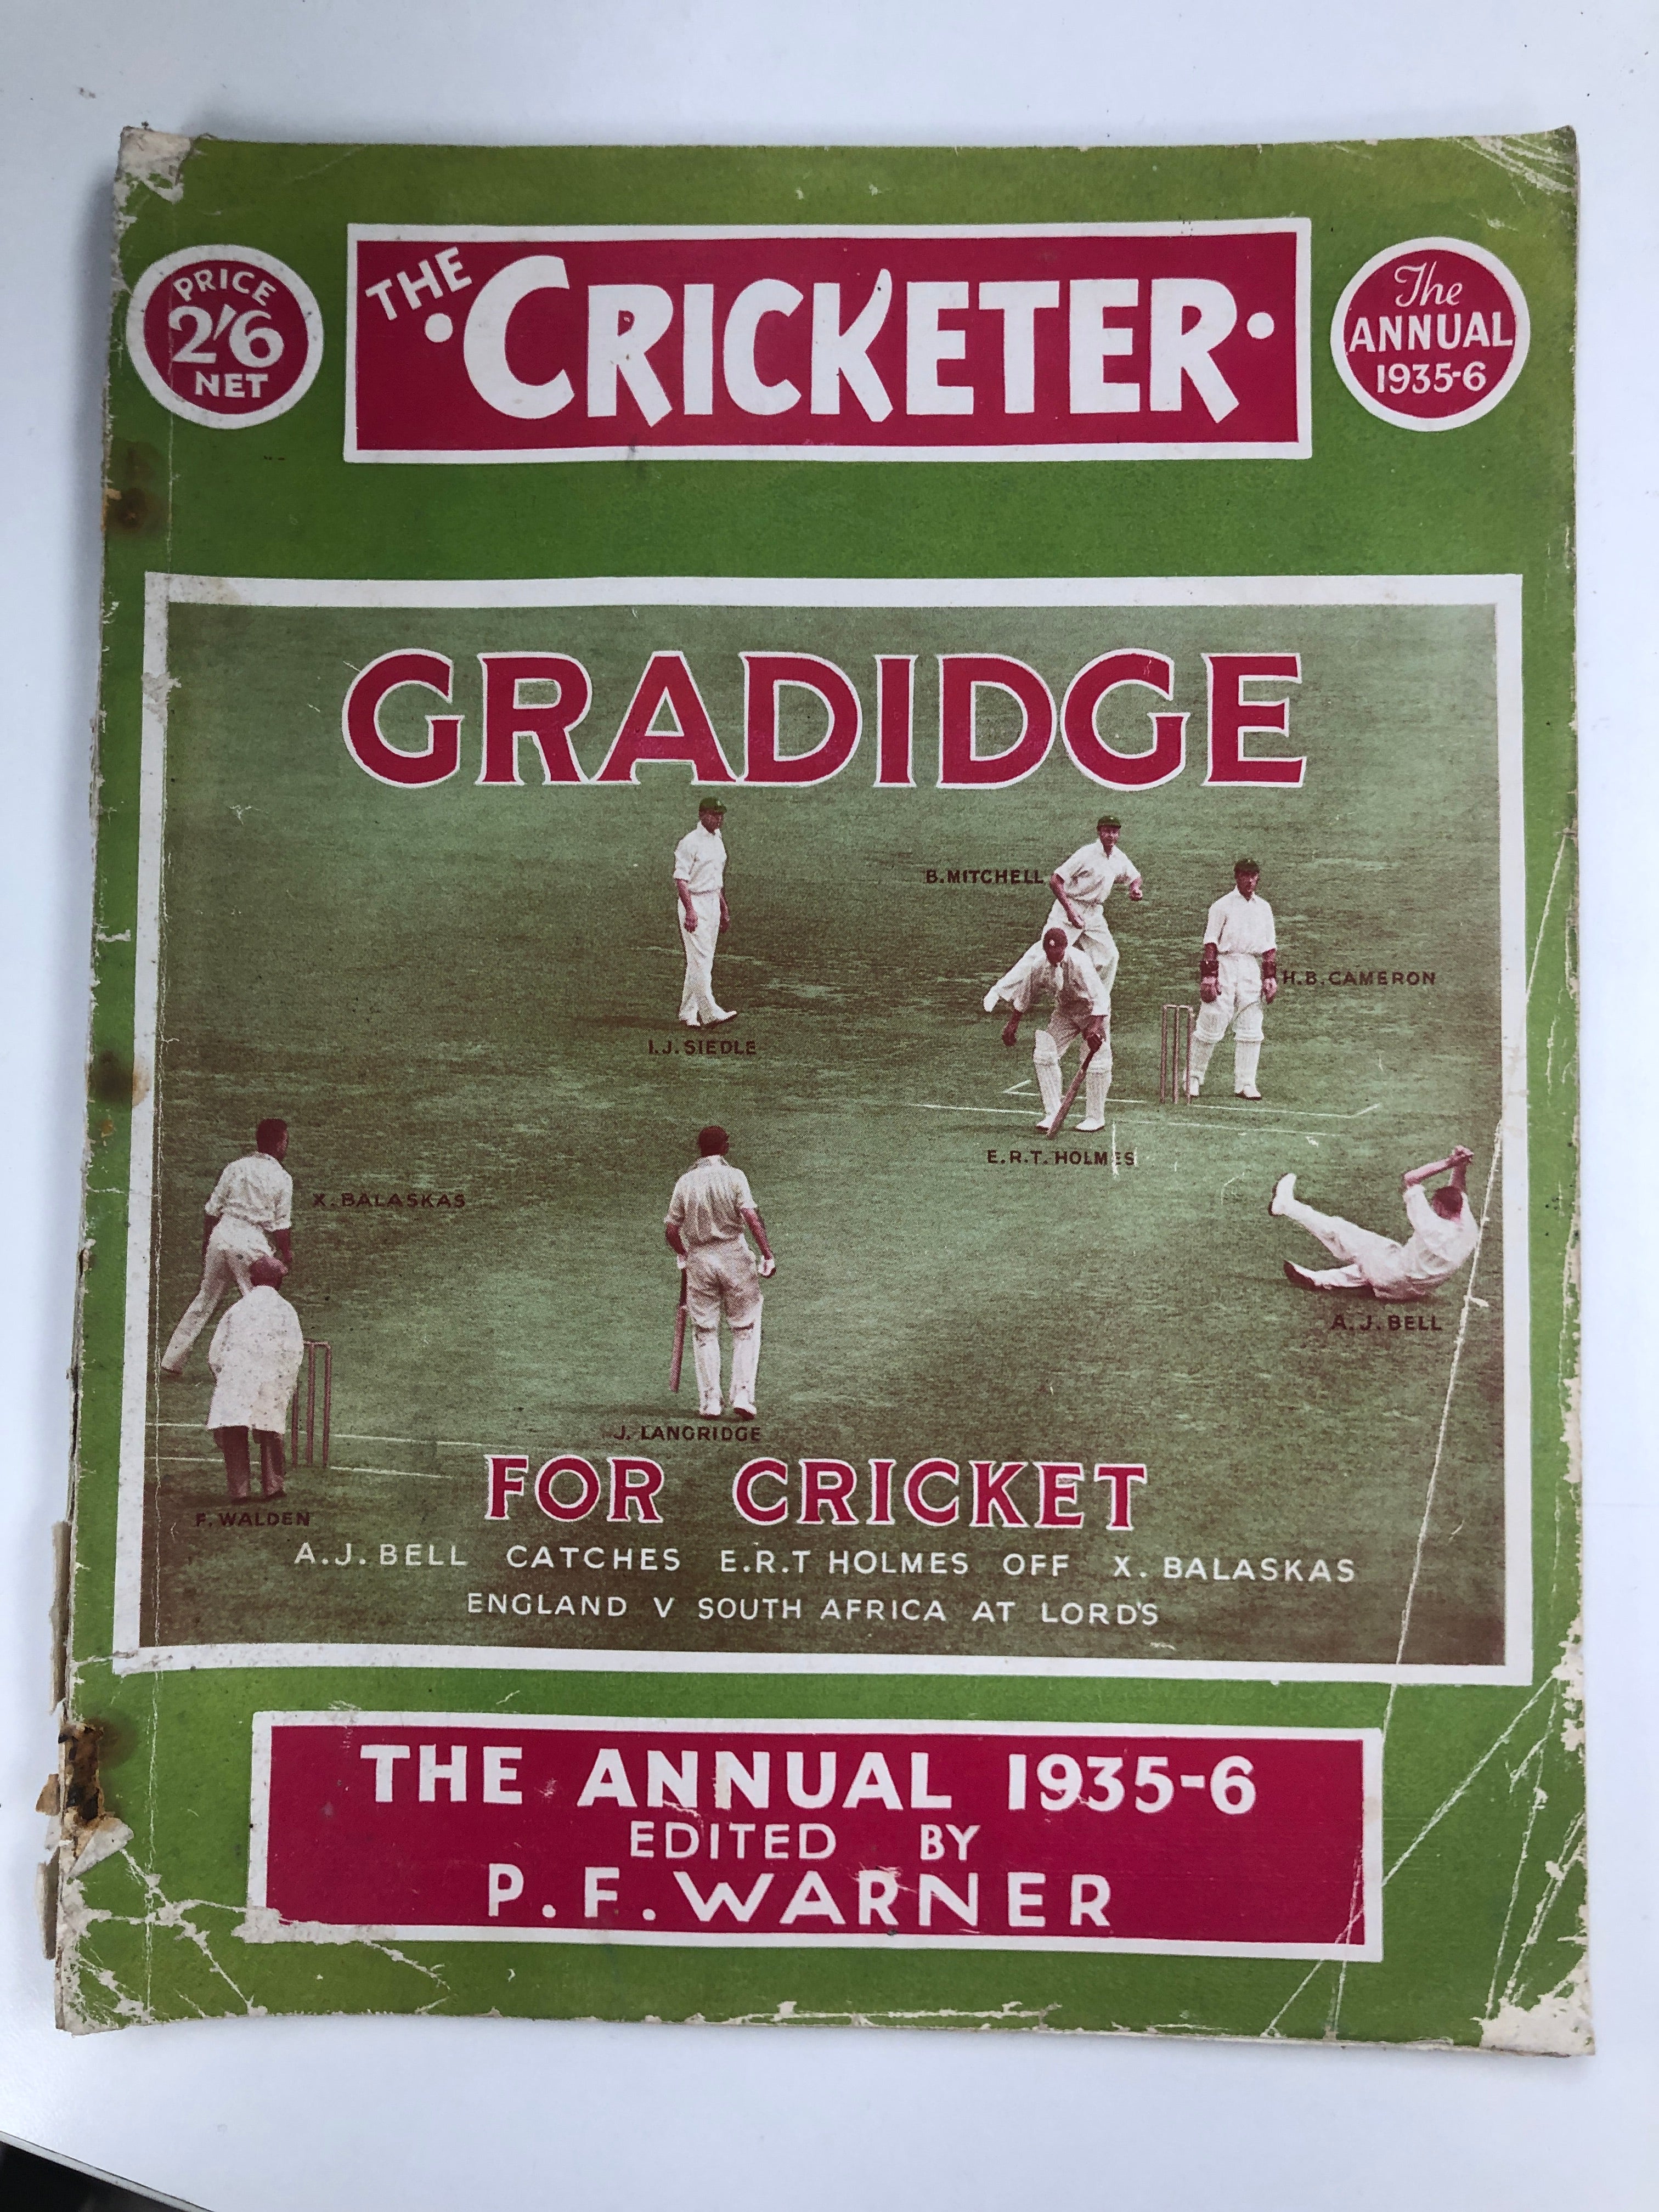 THE
CRICKETER
PRICE
2'/6
NET
The
ANNUAL
1935-6
GRADIDGE
B. MITCHELL
H. B. CAMERON
I. J. SIEDLE
E. R. T. HOLMES
X. BALASKAS
A. J. BELL
J. LANGRIDGE
F. WALDEN
FOR CRICKET
A. J. BELL CATCHES E.R.T HOLMES OFF X. BALASKAS
ENGLAND V SOUTH AFRICA AT LORD'S
THE ANNUAL 1935-6
EDITED BY
P. F. WARNER